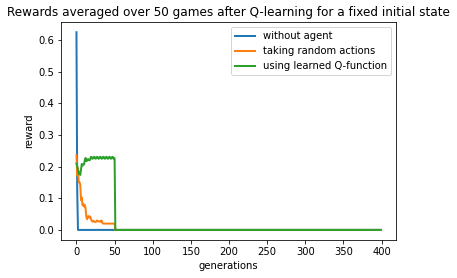 Rewards averaged over 50 games after Q-learning for a fixed initial state
without agent
taking random actions
using learned Q-function
reward
0.6
0.5
0.4
0.3
0.2
0.1
0.0
0 50 100 150 200 250 300 350 400
generations